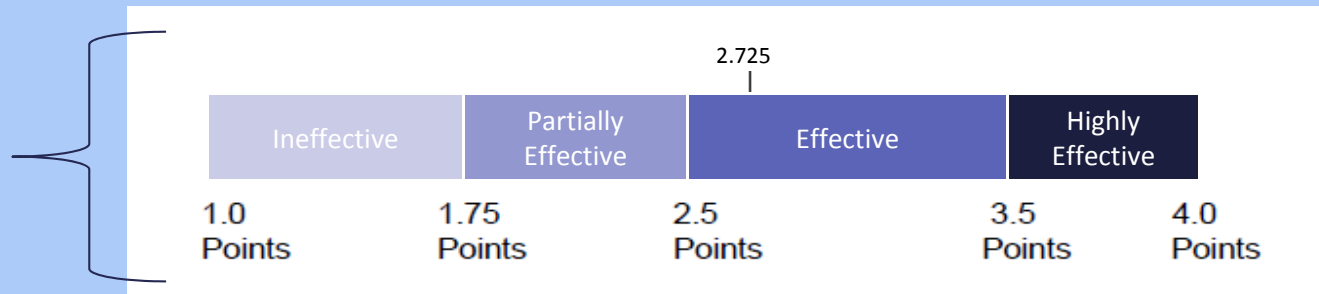 2.725
Ineffective
Partially
Effective
Effective
Highly
Effective
1.0
Points
1.75
Points
2.5
Points
3.5
Points
4.0
Points